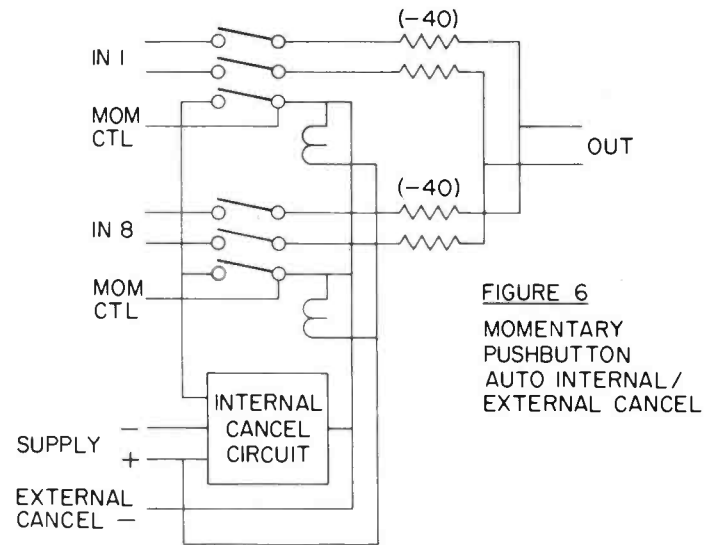 (-40)
IN 1
MOM
CTL
OUT
(-40)
IN 8
MOM
CTL
FIGURE 6
MOMENTARY
PUSHBUTTON
AUTO INTERNAL/
EXTERNAL CANCEL
INTERNAL
CANCEL
CIRCUIT
SUPPLY
−
+
EXTERNAL
CANCEL −